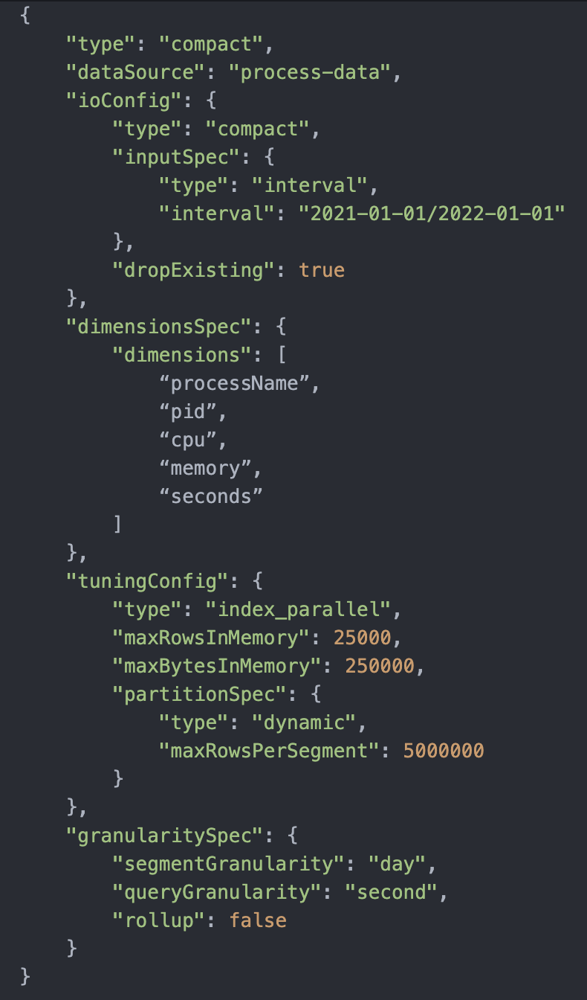 {
    "type": "compact",
    "dataSource": "process-data",
    "ioConfig": {
        "type": "compact",
        "inputSpec": {
            "type": "interval",
            "interval": "2021-01-01/2022-01-01"
        },
        "dropExisting": true
    },
    "dimensionsSpec": {
        "dimensions": [
            “processName”,
            “pid”,
            “cpu”,
            “memory”,
            “seconds”
        ]
    },
    "tuningConfig": {
        "type": "index_parallel",
        "maxRowsInMemory": 25000,
        "maxBytesInMemory": 250000,
        "partitionSpec": {
            "type": "dynamic",
            "maxRowsPerSegment": 5000000
        }
    },
    "granularitySpec": {
        "segmentGranularity": "day",
        "queryGranularity": "second",
        "rollup": false
    }
}